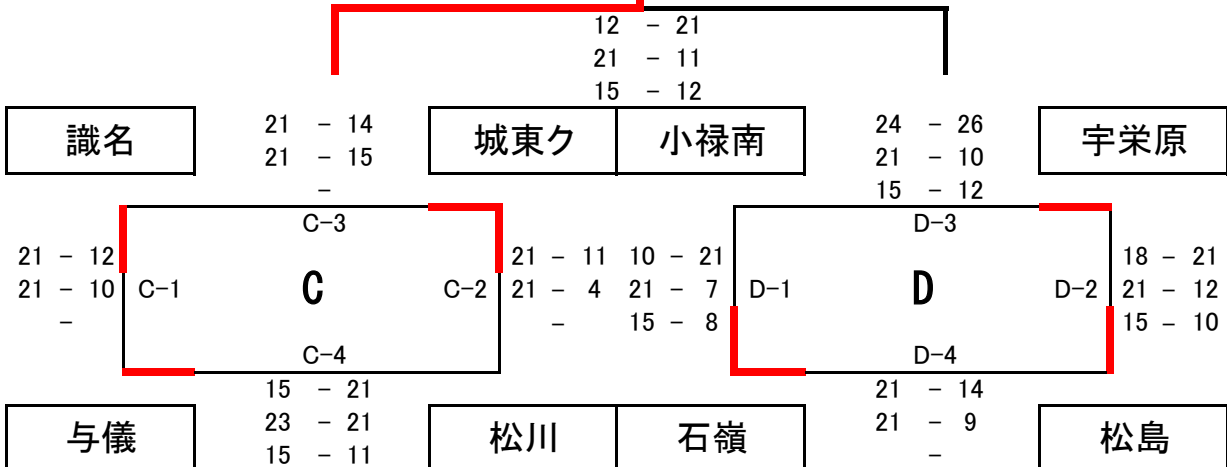 12 - 21
21 - 11
15 - 12
識名
21 - 14
21 - 15
-
城東ク
小禄南
24 - 26
21 - 10
15 - 12
宇栄原
C-3
D-3
21 - 12
21 - 10
-
C-1
C
C-2
21 - 11
21 - 4
-
10 - 21
21 - 7
15 - 8
D-1
D
D-2
18 - 21
21 - 12
15 - 10
C-4
D-4
与儀
15 - 21
23 - 21
15 - 11
松川
石嶺
21 - 14
21 - 9
-
松島